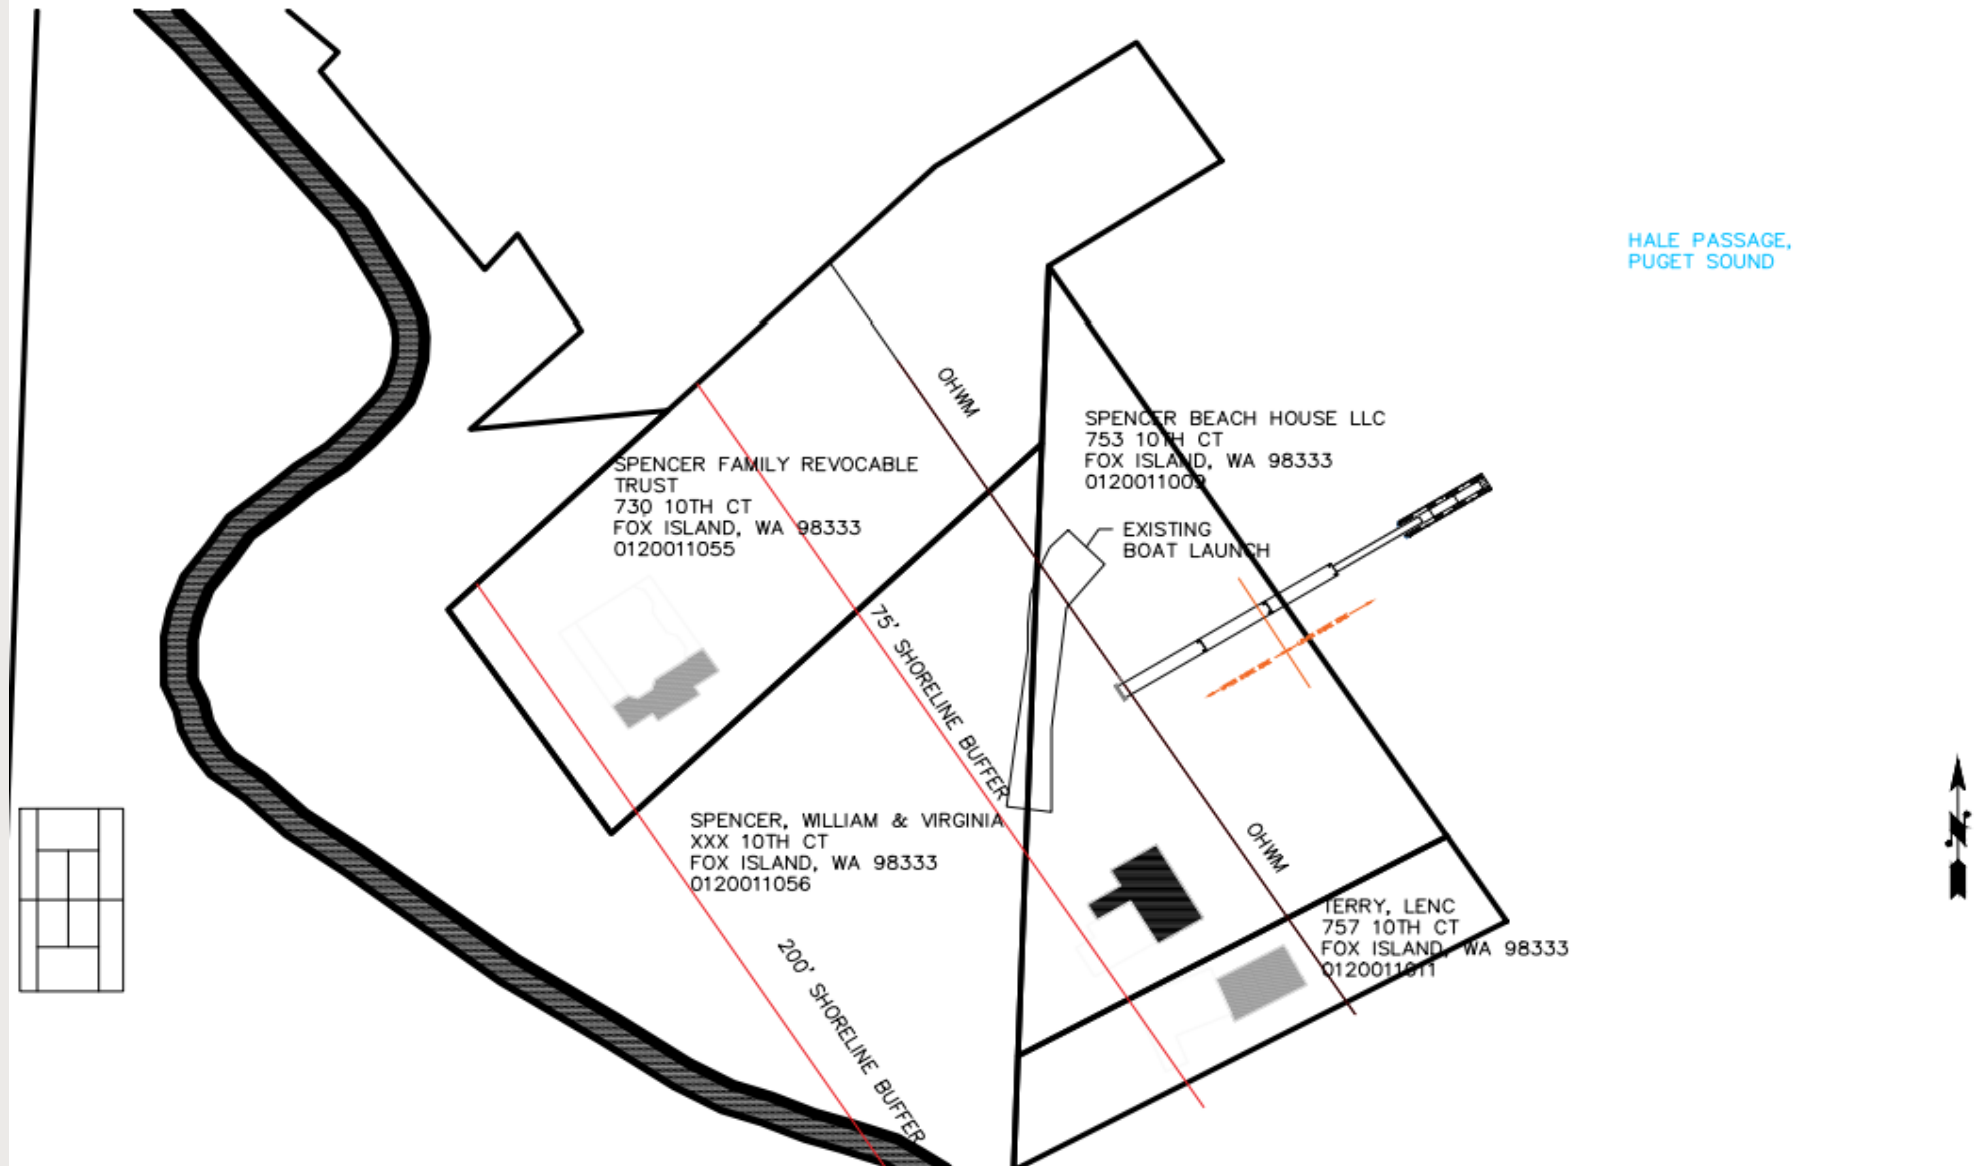 HALE PASSAGE,
PUGET SOUND
OHWM
SPENCER BEACH HOUSE LLC
753 10TH CT
FOX ISLAND, WA 98333
0120011009
SPENCER FAMILY REVOCABLE
TRUST
730 10TH CT
FOX ISLAND, WA 98333
0120011055
EXISTING
BOAT LAUNCH
75' SHORELINE BUFFER
SPENCER, WILLIAM & VIRGINIA
XXX 10TH CT
FOX ISLAND, WA 98333
0120011056
OHWM
TERRY, LENC
757 10TH CT
FOX ISLAND, WA 98333
0120011011
200' SHORELINE BUFFER